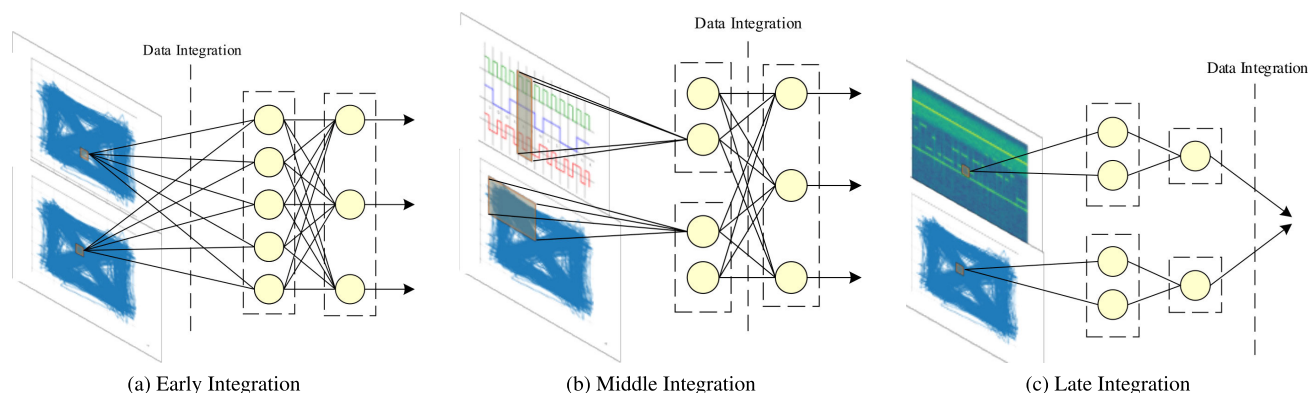 Data Integration
Data Integration
Data Integration
(a) Early Integration
(b) Middle Integration
(c) Late Integration